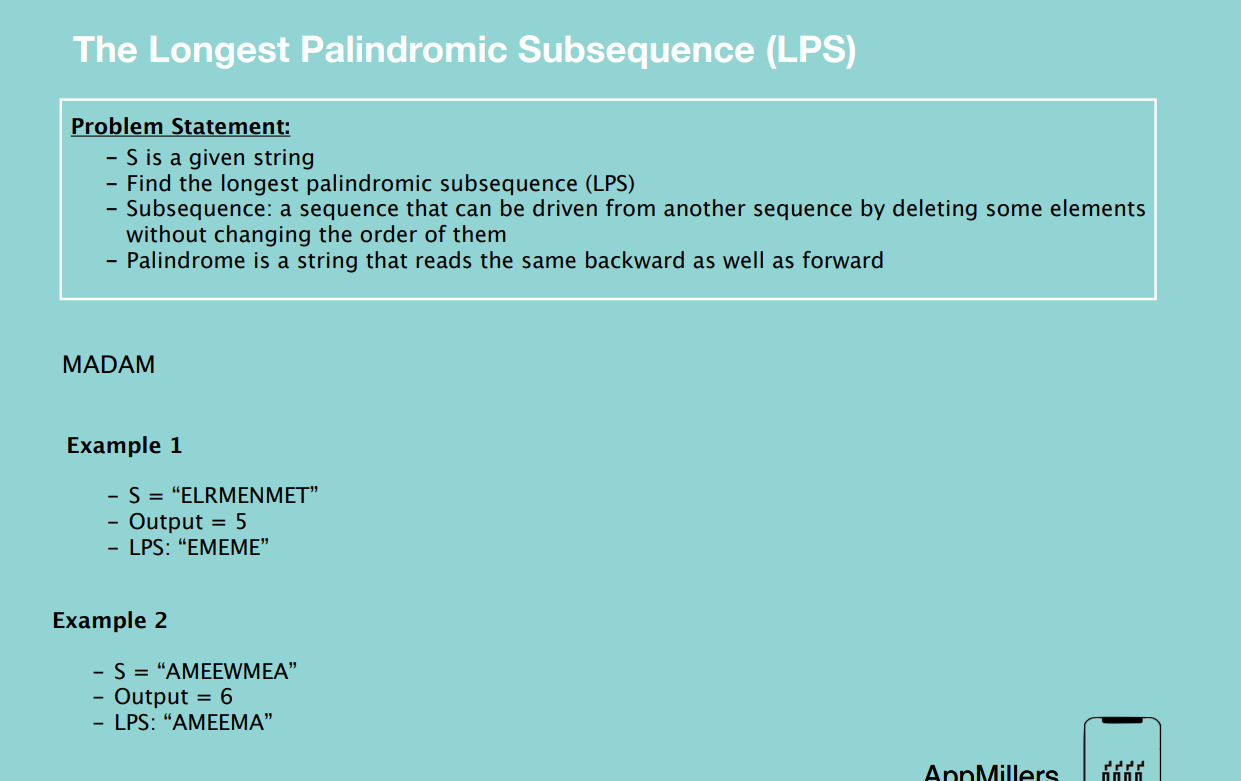 The Longest Palindromic Subsequence (LPS)
Problem Statement:
– S is a given string
– Find the longest palindromic subsequence (LPS)
– Subsequence: a sequence that can be driven from another sequence by deleting some elements
without changing the order of them
– Palindrome is a string that reads the same backward as well as forward
MADAM
Example 1
– S = “ELRMENMET”
– Output = 5
– LPS: “EMEME”
Example 2
– S = “AMEEWMEA”
– Output = 6
– LPS: “AMEEMA”
AppMillers